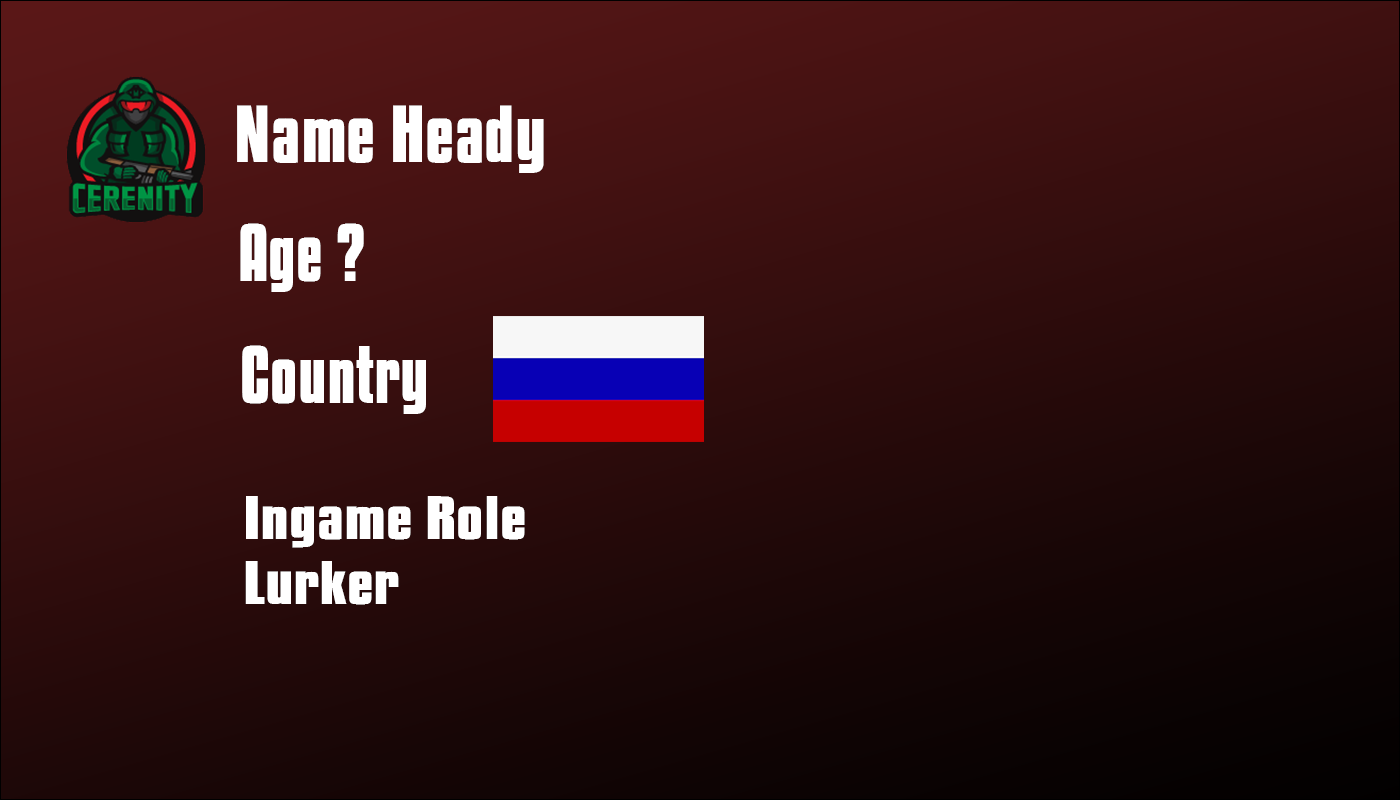 CERENITY
Name Heady
Age ?
Country
Ingame Role
Lurker